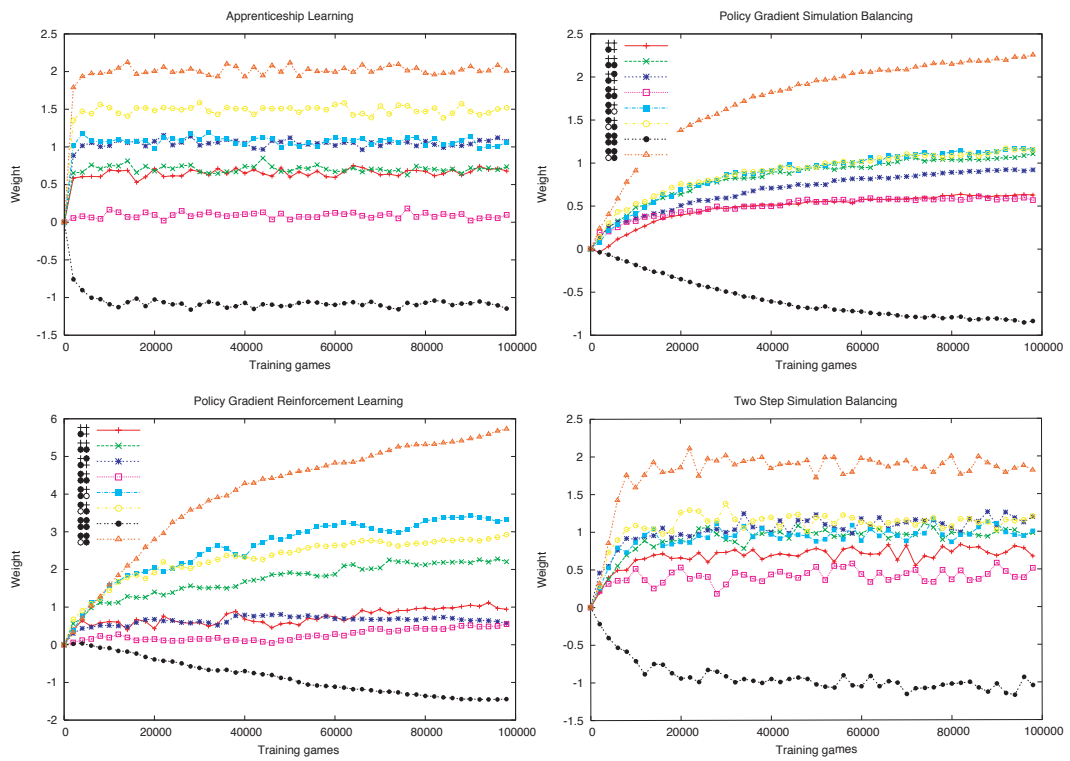 Apprenticeship Learning
2.5
2
1.5
1
0.5
0
-0.5
-1
-1.5
Weight
0 20000 40000 60000 80000 100000
Training games
Policy Gradient Simulation Balancing
2.5
2
1.5
1
0.5
0
-0.5
-1
Weight
0 20000 40000 60000 80000 100000
Training games
Policy Gradient Reinforcement Learning
6
5
4
3
2
1
0
-1
-2
Weight
0 20000 40000 60000 80000 100000
Training games
Two Step Simulation Balancing
2.5
2
1.5
1
0.5
0
-0.5
-1
-1.5
Weight
0 20000 40000 60000 80000 100000
Training games